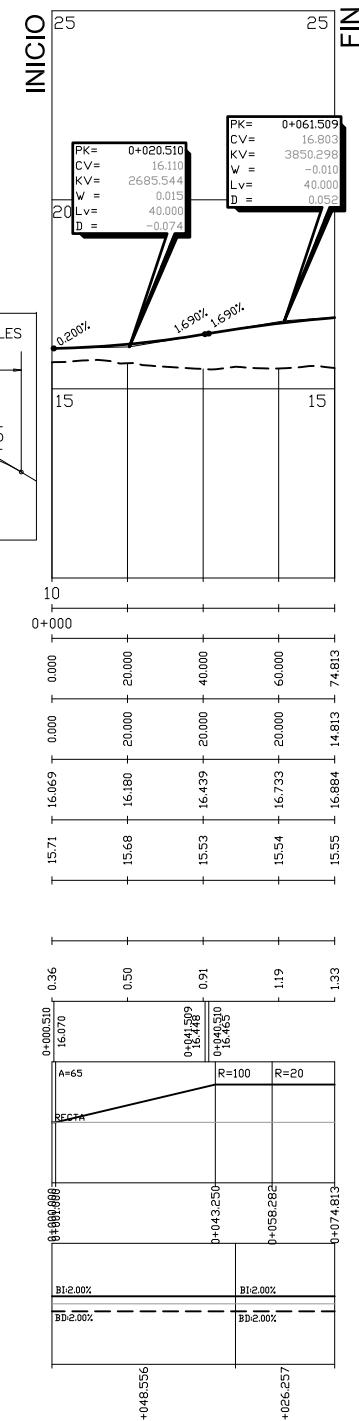 INICIO
FIN
25
25
PK= 0+020.510
CV= 16.110
KV= 2685.544
W = 0.015
Lv= 40.000
D = -0.074
PK= 0+061.509
CV= 16.803
KV= 3850.298
W = -0.010
Lv= 40.000
D = 0.052
20
0.200%
1.690%
1.690%
LES
15
15
10
0+000
0.000 20.000 40.000 60.000 74.813
0.000 20.000 20.000 20.000 14.813
16.069 16.180 16.439 16.733 16.884
15.71 15.68 15.53 15.54 15.55
0.36 0.50 0.91 1.19 1.33
0+000.510
16.070
0+041.509
16.448
0+040.510
16.465
A=65
R=100
R=20
RECTA
0+000.000
0+043.250
0+058.282
0+074.813
BI:2.00%
BI:2.00%
BD:2.00%
BD:2.00%
+048.556
+026.257